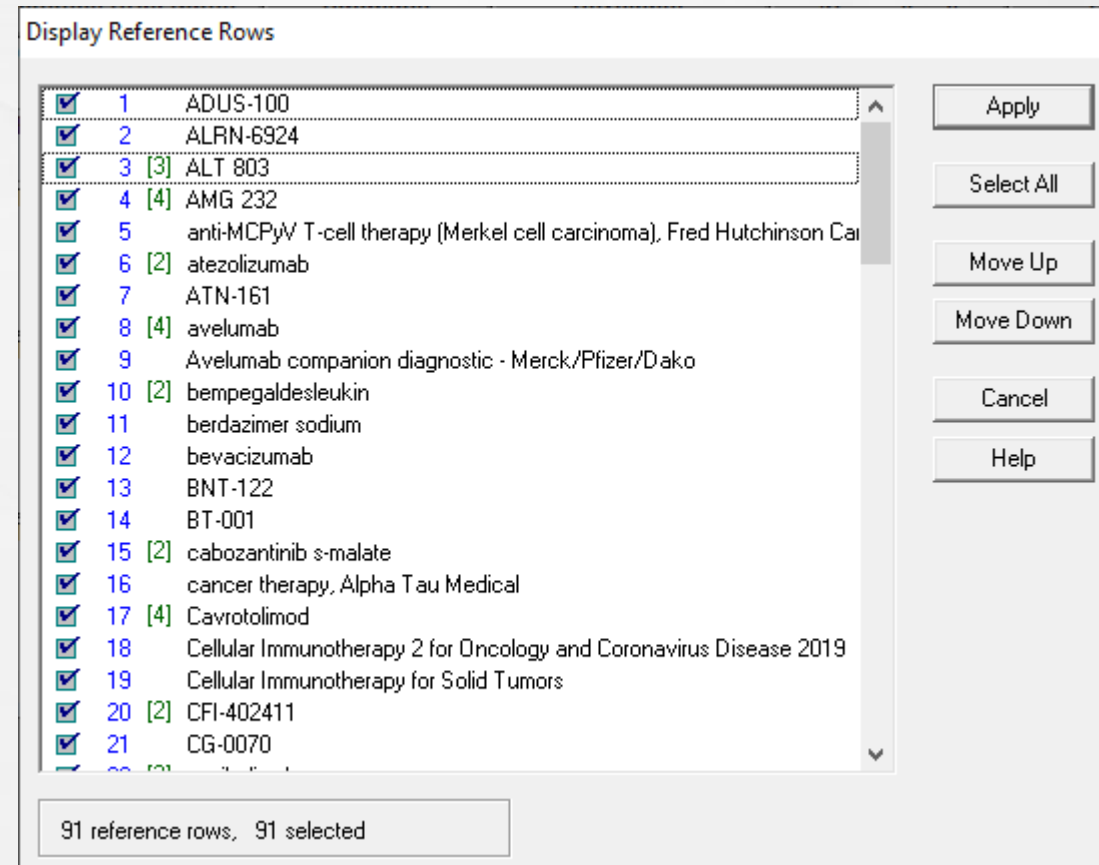 Display Reference Rows
1 ADUS-100
2 ALRN-6924
3 [3] ALT 803
4 [4] AMG 232
5 anti-MCPyV T-cell therapy (Merkel cell carcinoma), Fred Hutchinson
6 [2] atezolizumab
7 ATN-161
8 [4] avelumab
9 Avelumab companion diagnostic - Merck/Pfizer/Dako
10 [2] bempegaldesleukin
11 berdazimer sodium
12 bevacizumab
13 BNT-122
14 BT-001
15 [2] cabozantinib s-malate
16 cancer therapy, Alpha Tau Medical
17 [4] Cavrotolimod
18 Cellular Immunotherapy 2 for Oncology and Coronavirus Disease 2019
19 Cellular Immunotherapy for Solid Tumors
20 [2] CFI-402411
21 CG-0070
91 reference rows, 91 selected
Apply
Select All
Move Up
Move Down
Cancel
Help